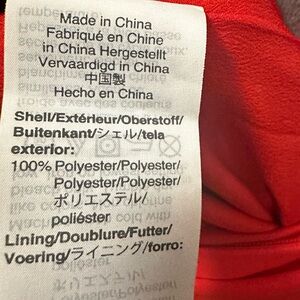 Made in China
Fabriqué en Chine
in China Hergestellt
Vervaardigd in China
中国製
Hecho en China
Shell/Extérieur/Oberstoff/
Buitenkant/シェル/tela
exterior:
100% Polyester/Polyester/
Polyester/Polyester/
ポリエステル/
poliéster
Lining/Doublure/Futter/
Voering/ライニング/forro: